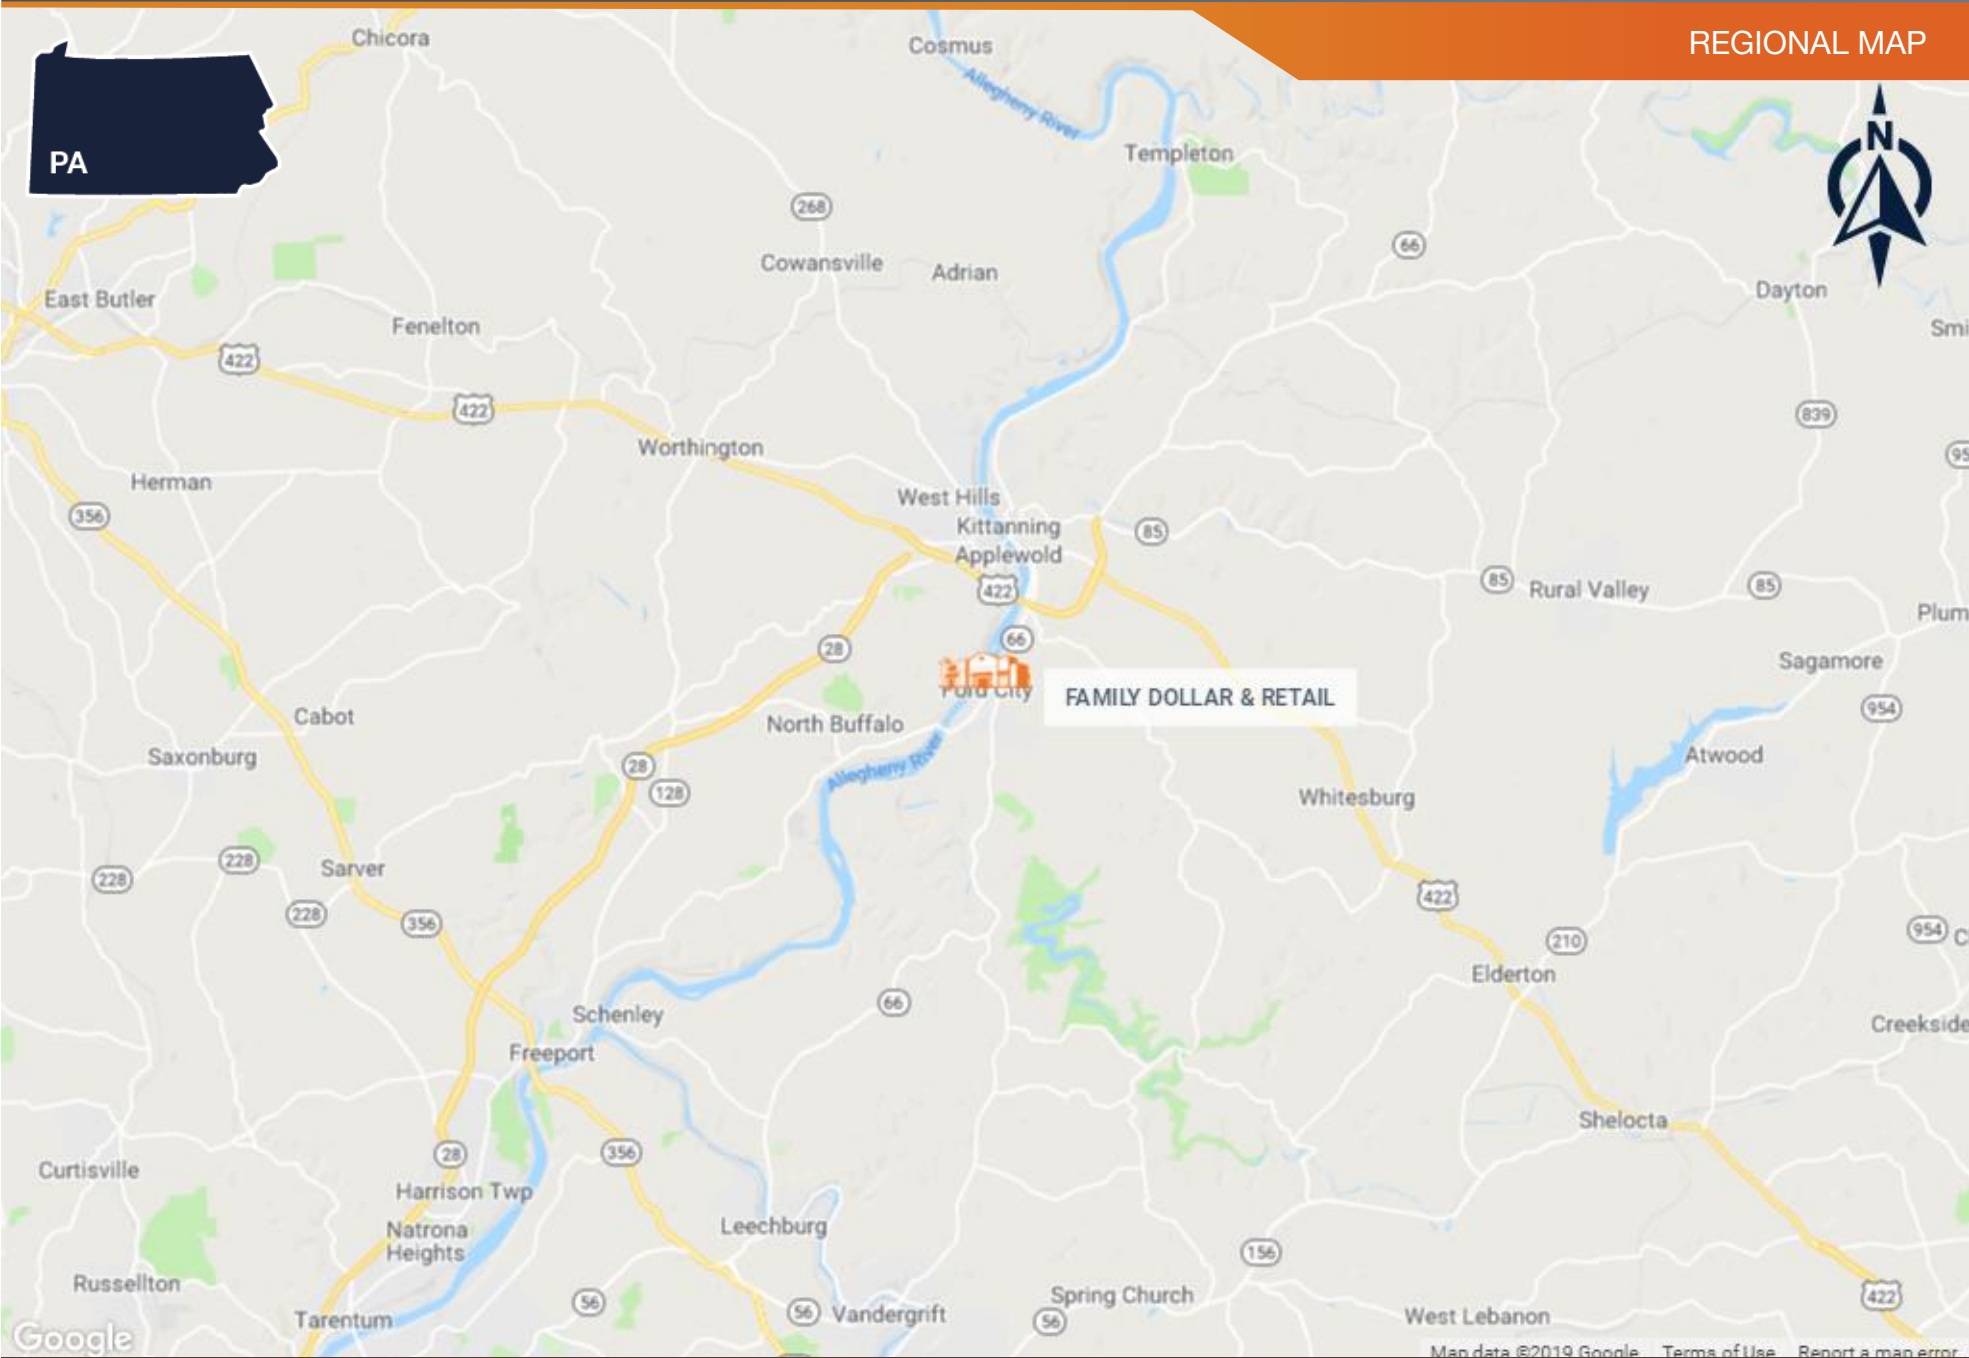 REGIONAL MAP
PA
N
Chicora
Cosmus
Allegheny River
Templeton
268
66
Cowansville
Adrian
East Butler
Dayton
Fenelton
Smi
422
422
839
Worthington
95
Herman
West Hills
356
Kittanning
85
Applewold
422
85
Rural Valley
85
Plum
28
66
Sagamore
Ford City
FAMILY DOLLAR & RETAIL
954
Cabot
North Buffalo
Saxonburg
Allegheny River
Atwood
28
128
Whitesburg
228
228
Sarver
228
356
422
954
C
210
Elderton
66
Schenley
Creekside
Freeport
Shelocta
28
356
Curtisville
Harrison Twp
Natrona
Heights
Leechburg
156
Russellton
Spring Church
422
56
56
Vandergrift
56
West Lebanon
Tarentum
Google
Map data ©2019 Google
Terms of Use
Report a map error